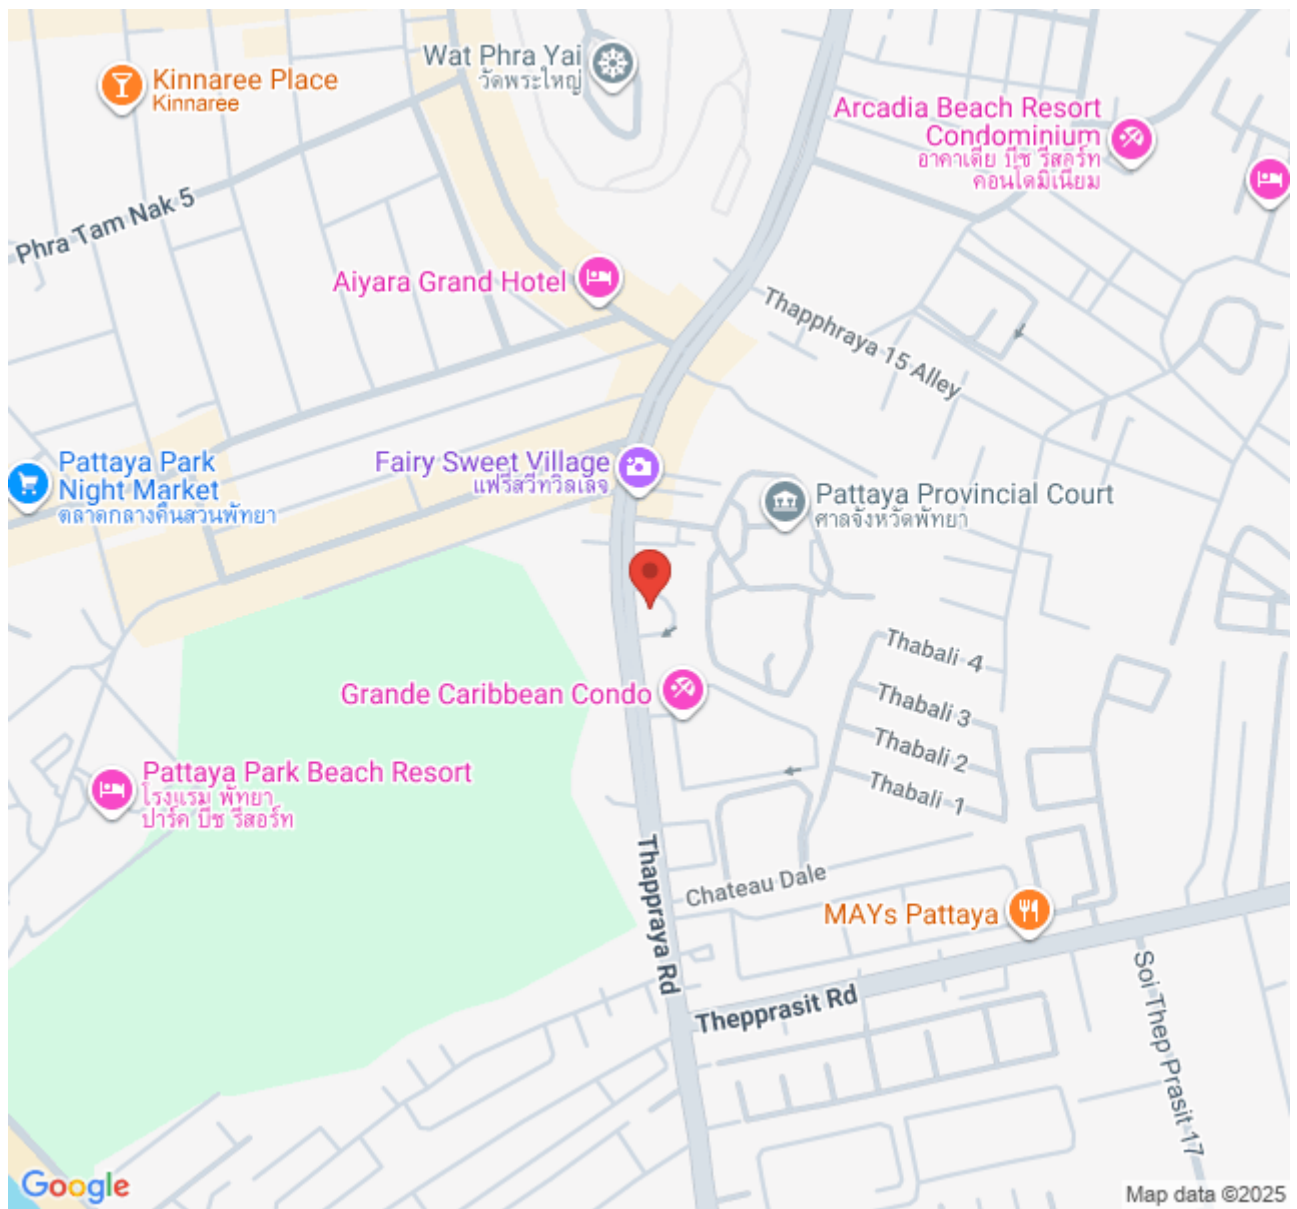 Wat Phra Yai
วัดพระใหญ่
Kinnaree Place
Kinnaree
Arcadia Beach Resort
Condominium
อาคาเดีย บีช รีสอร์ท
คอนโดมิเนียม
Phra Tam Nak 5
Aiyara Grand Hotel
Thapphraya 15 Alley
Pattaya Park
Night Market
ตลาดกลางคืนสวนพัทยา
Fairy Sweet Village
แฟรี่สวีทวิลเลจ
Pattaya Provincial Court
ศาลจังหวัดพัทยา
Thabali 4
Grande Caribbean Condo
Thabali 3
Thabali 2
Thabali 1
Pattaya Park Beach Resort
โรงแรม พัทยา
ปาร์ค บีช รีสอร์ท
Thappraya Rd
Chateau Dale
MAYs Pattaya
Thepprasit Rd
Soi Thep Prasit 17
Google
Map data ©2025